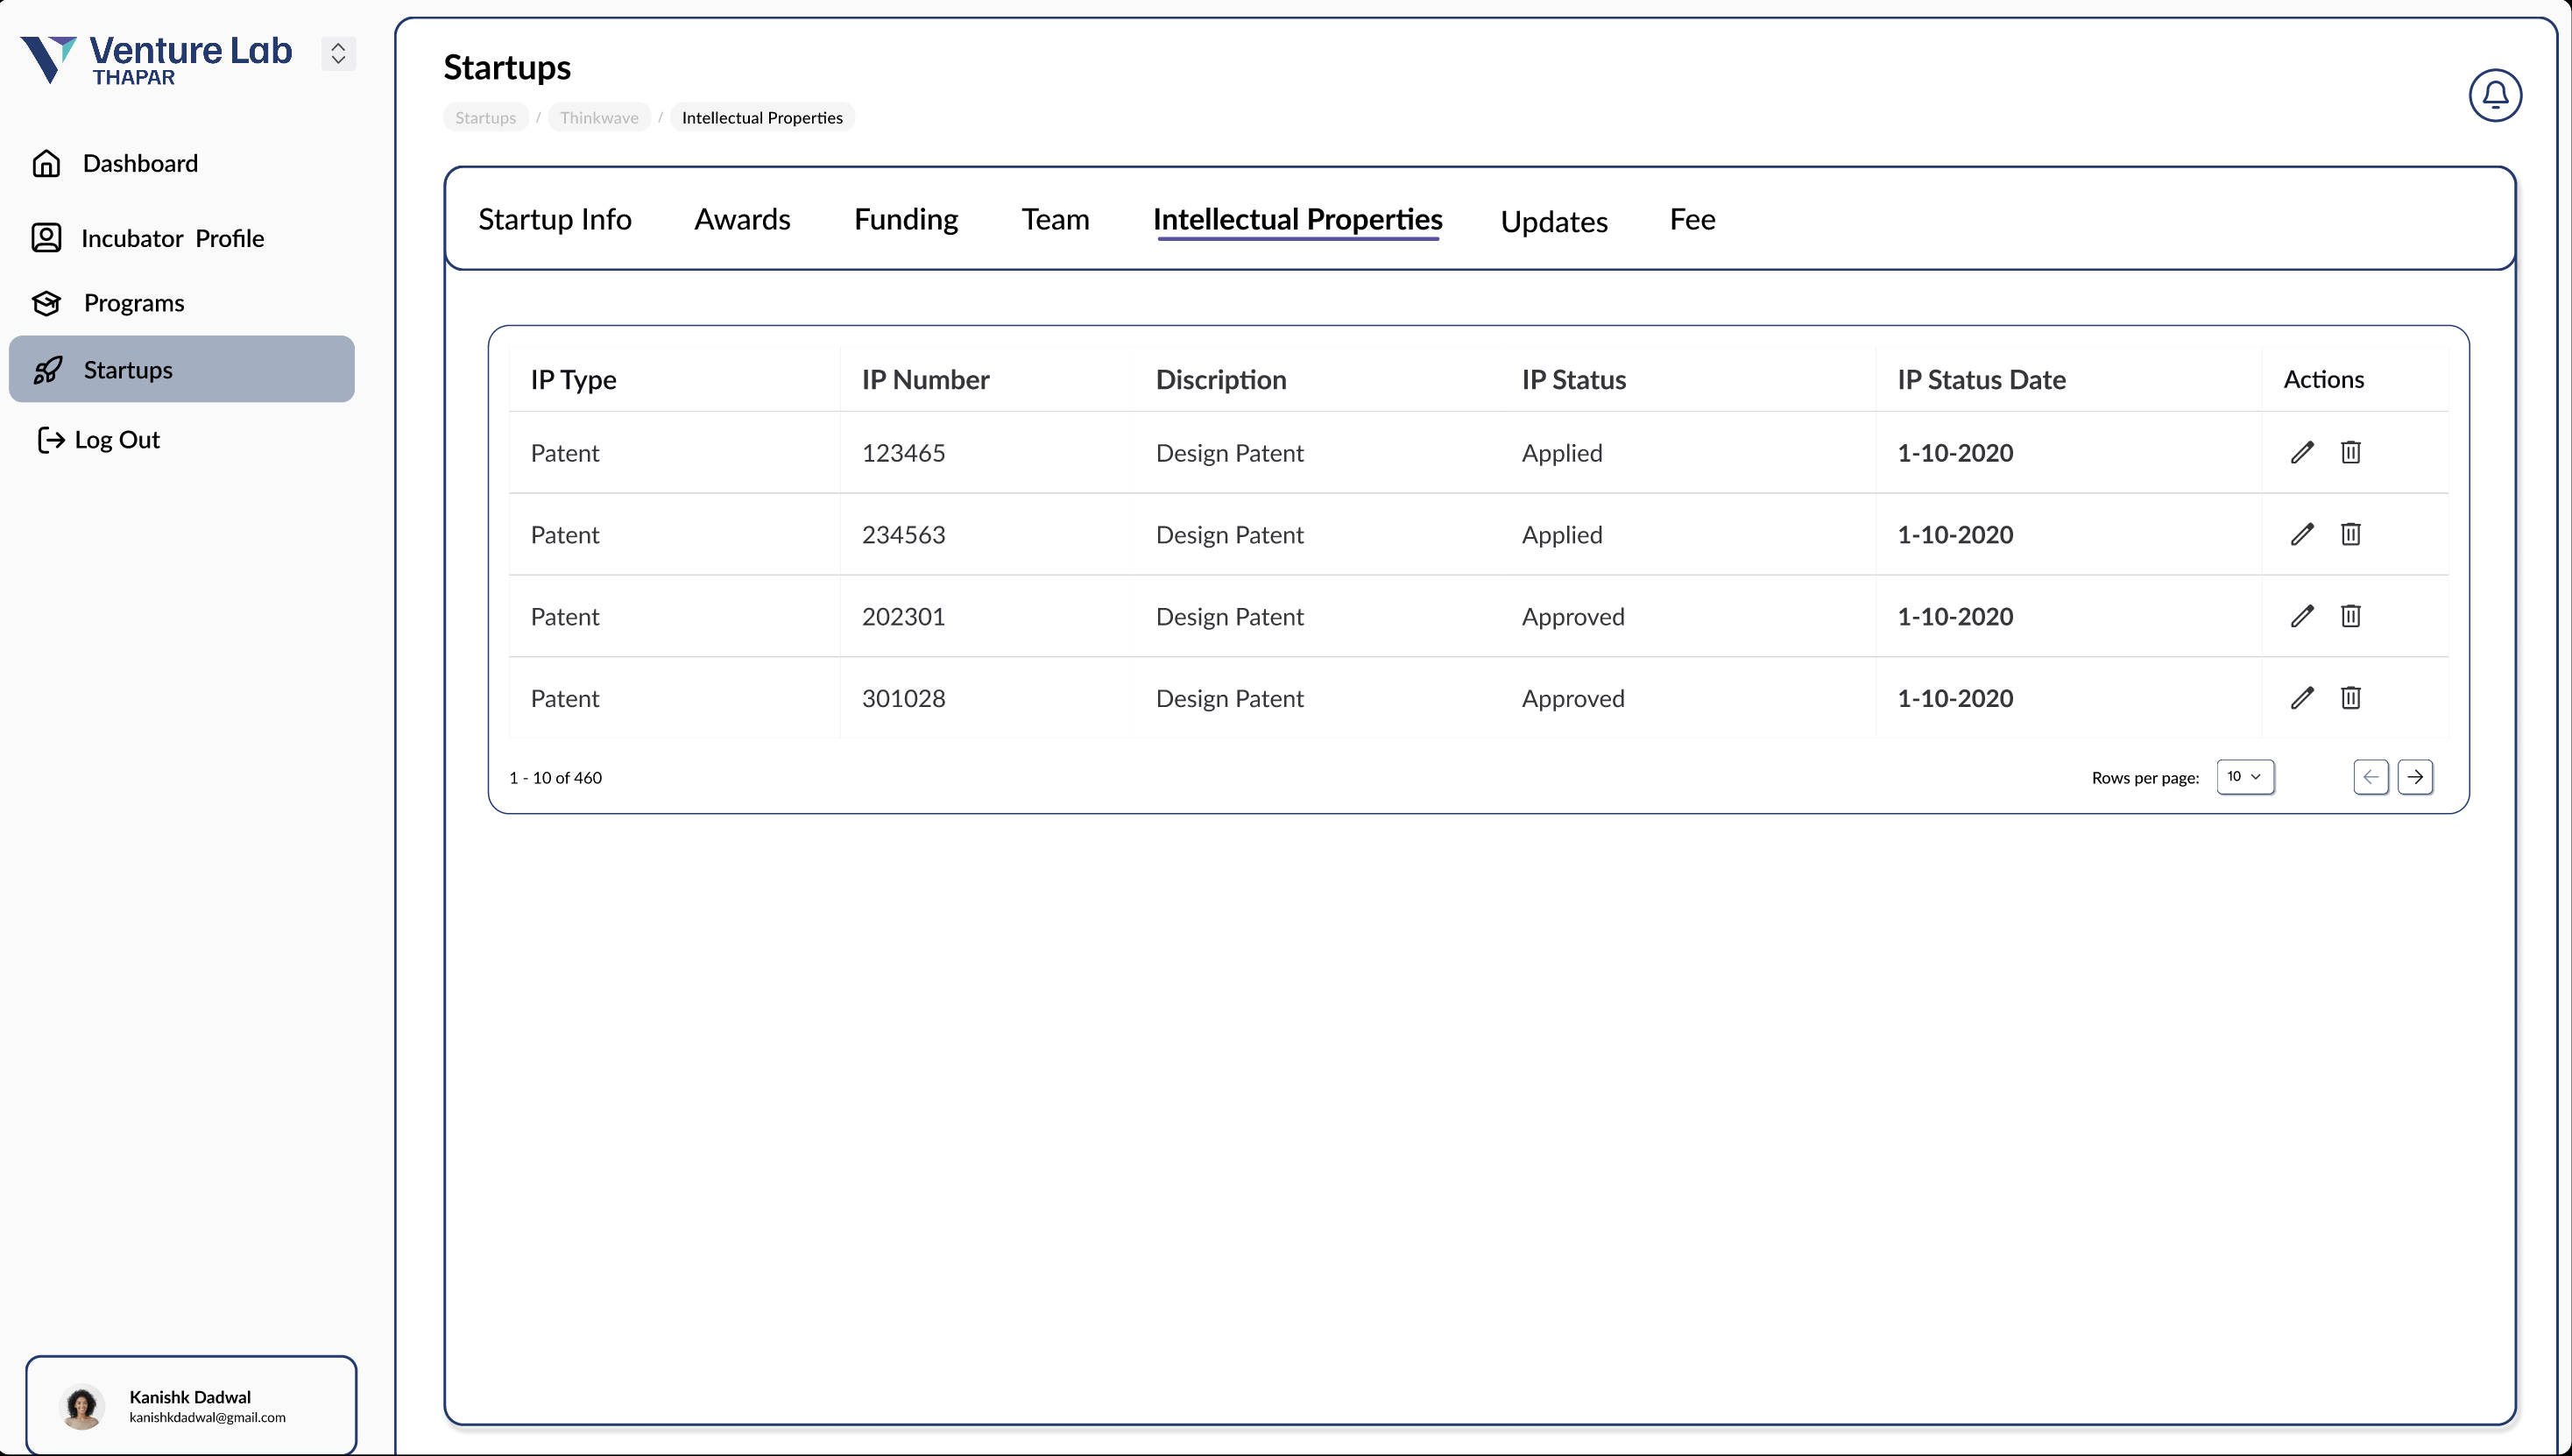 Venture Lab
THAPAR
Dashboard
Incubator Profile
Programs
Startups
Log Out
Kanishk Dadwal
kanishkdadwal@gmail.com
Startups
Startups / Thinkwave / Intellectual Properties
Startup Info Awards Funding Team Intellectual Properties Updates Fee
IP Type IP Number Discription IP Status IP Status Date Actions
Patent 123465 Design Patent Applied 1-10-2020
Patent 234563 Design Patent Applied 1-10-2020
Patent 202301 Design Patent Approved 1-10-2020
Patent 301028 Design Patent Approved 1-10-2020
1 - 10 of 460 Rows per page: 10